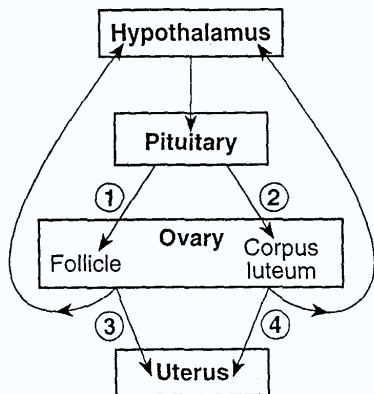 Hypothalamus
Pituitary
1 2
Ovary
Follicle
Corpus
luteum
3 4
Uterus